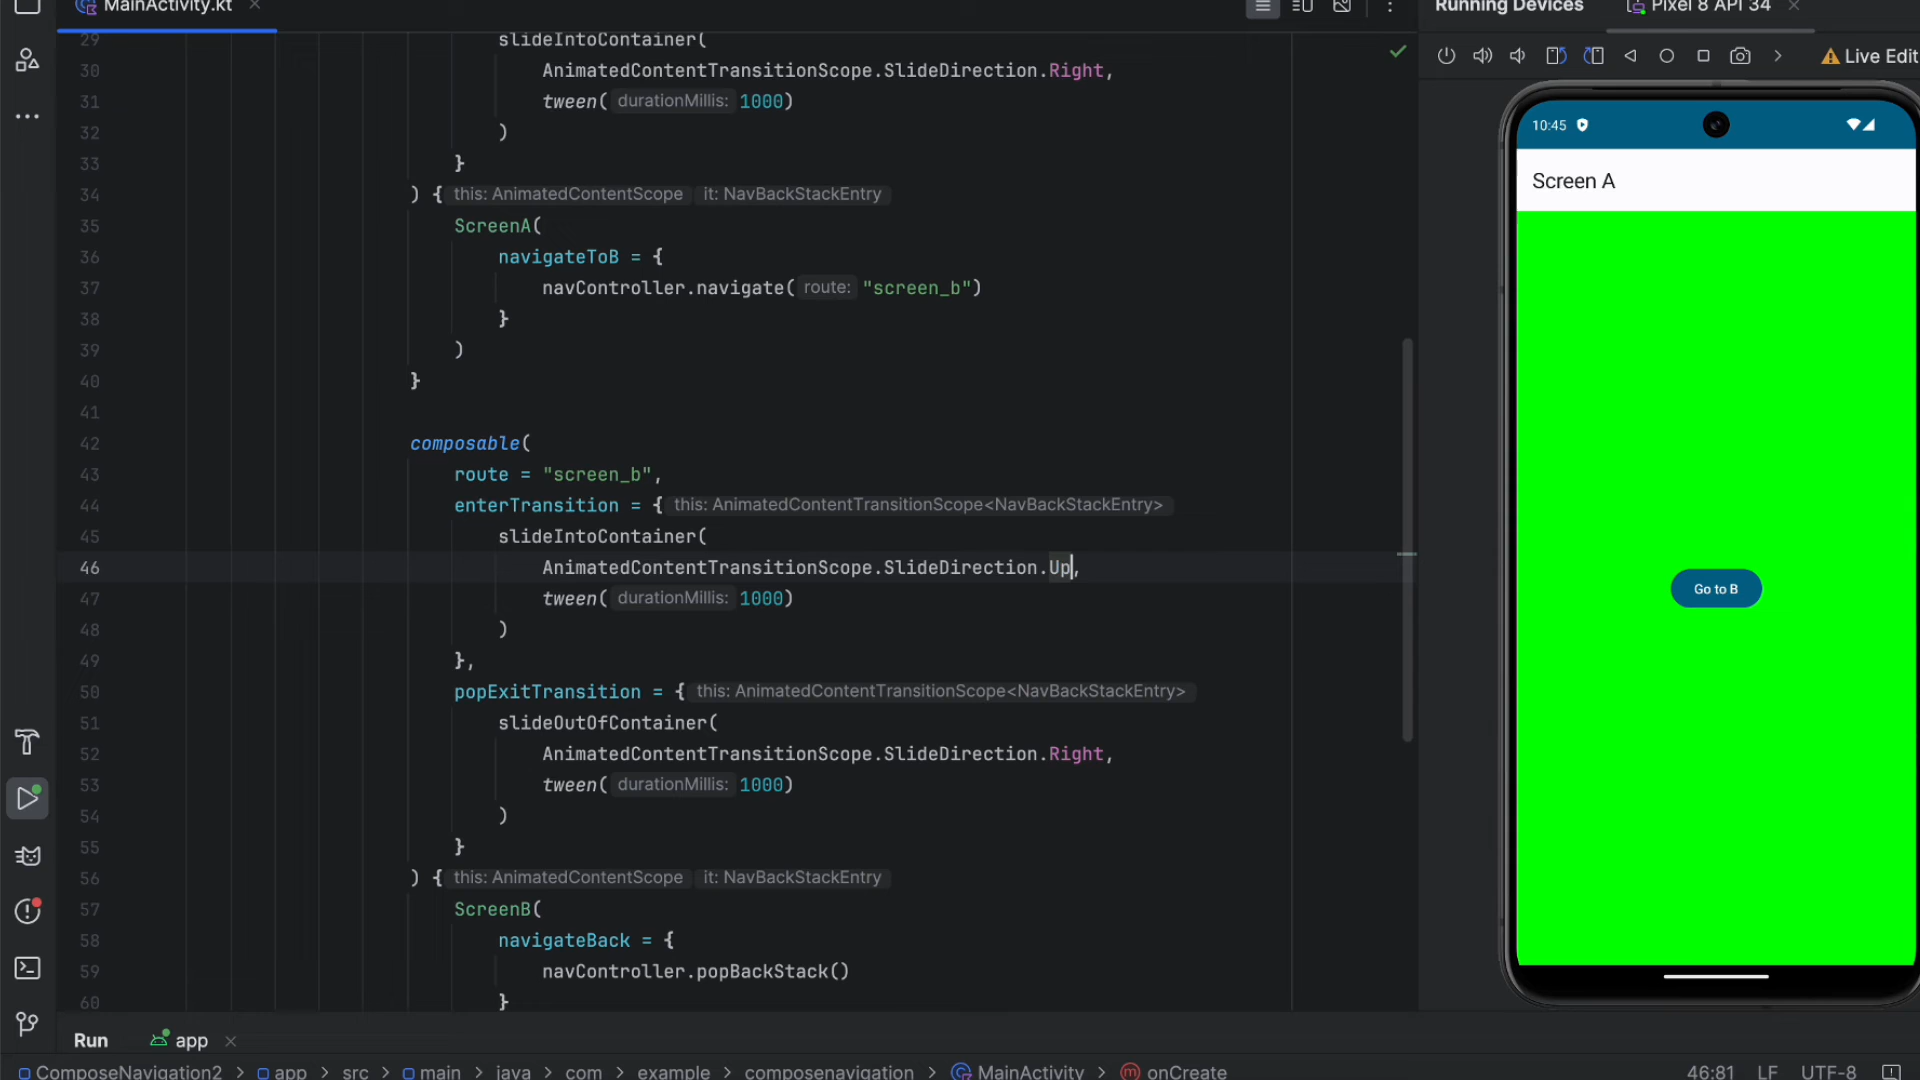 MainActivity.kt
Running Devices
Pixel 8 API 34
Live Edit
29 slideIntoContainer(
30 AnimatedContentTransitionScope.SlideDirection.Right,
31 tween( durationMillis: 1000)
32 )
33 }
34 ) { this: AnimatedContentScope it: NavBackStackEntry
35 ScreenA(
36 navigateToB = {
37 navController.navigate( route: "screen_b")
38 }
39 )
40 }
41
42 composable(
43 route = "screen_b",
44 enterTransition = { this: AnimatedContentTransitionScope<NavBackStackEntry>
45 slideIntoContainer(
46 AnimatedContentTransitionScope.SlideDirection.Up,
47 tween( durationMillis: 1000)
48 )
49 },
50 popExitTransition = { this: AnimatedContentTransitionScope<NavBackStackEntry>
51 slideOutOfContainer(
52 AnimatedContentTransitionScope.SlideDirection.Right,
53 tween( durationMillis: 1000)
54 )
55 }
56 ) { this: AnimatedContentScope it: NavBackStackEntry
57 ScreenB(
58 navigateBack = {
59 navController.popBackStack()
60 }
10:45
Screen A
Go to B
Run
app
ComposeNavigation2 > app > src > main > java > com > example > composenavigation > MainActivity > onCreate
46:81 LF UTF-8